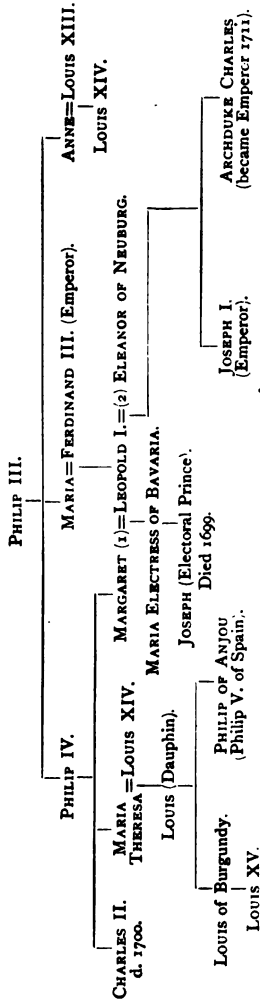 PHILIP III.
PHILIP IV.
MARIA=FERDINAND III. (Emperor).
ANNE=LOUIS XIII.
LOUIS XIV.
CHARLES II.
d. 1700.
MARIA
THERESA
=LOUIS XIV.
MARGARET (1)=LEOPOLD I.=(2) ELEANOR OF NEUBURG.
LOUIS (Dauphin).
MARIA ELECTRESS OF BAVARIA.
JOSEPH (Electoral Prince).
Died 1699.
LOUIS of BURGUNDY.
PHILIP OF ANJOU
(Philip V. of Spain).
JOSEPH I.
(Emperor).
ARCHDUKE CHARLES
(became Emperor 1711).
LOUIS XV.